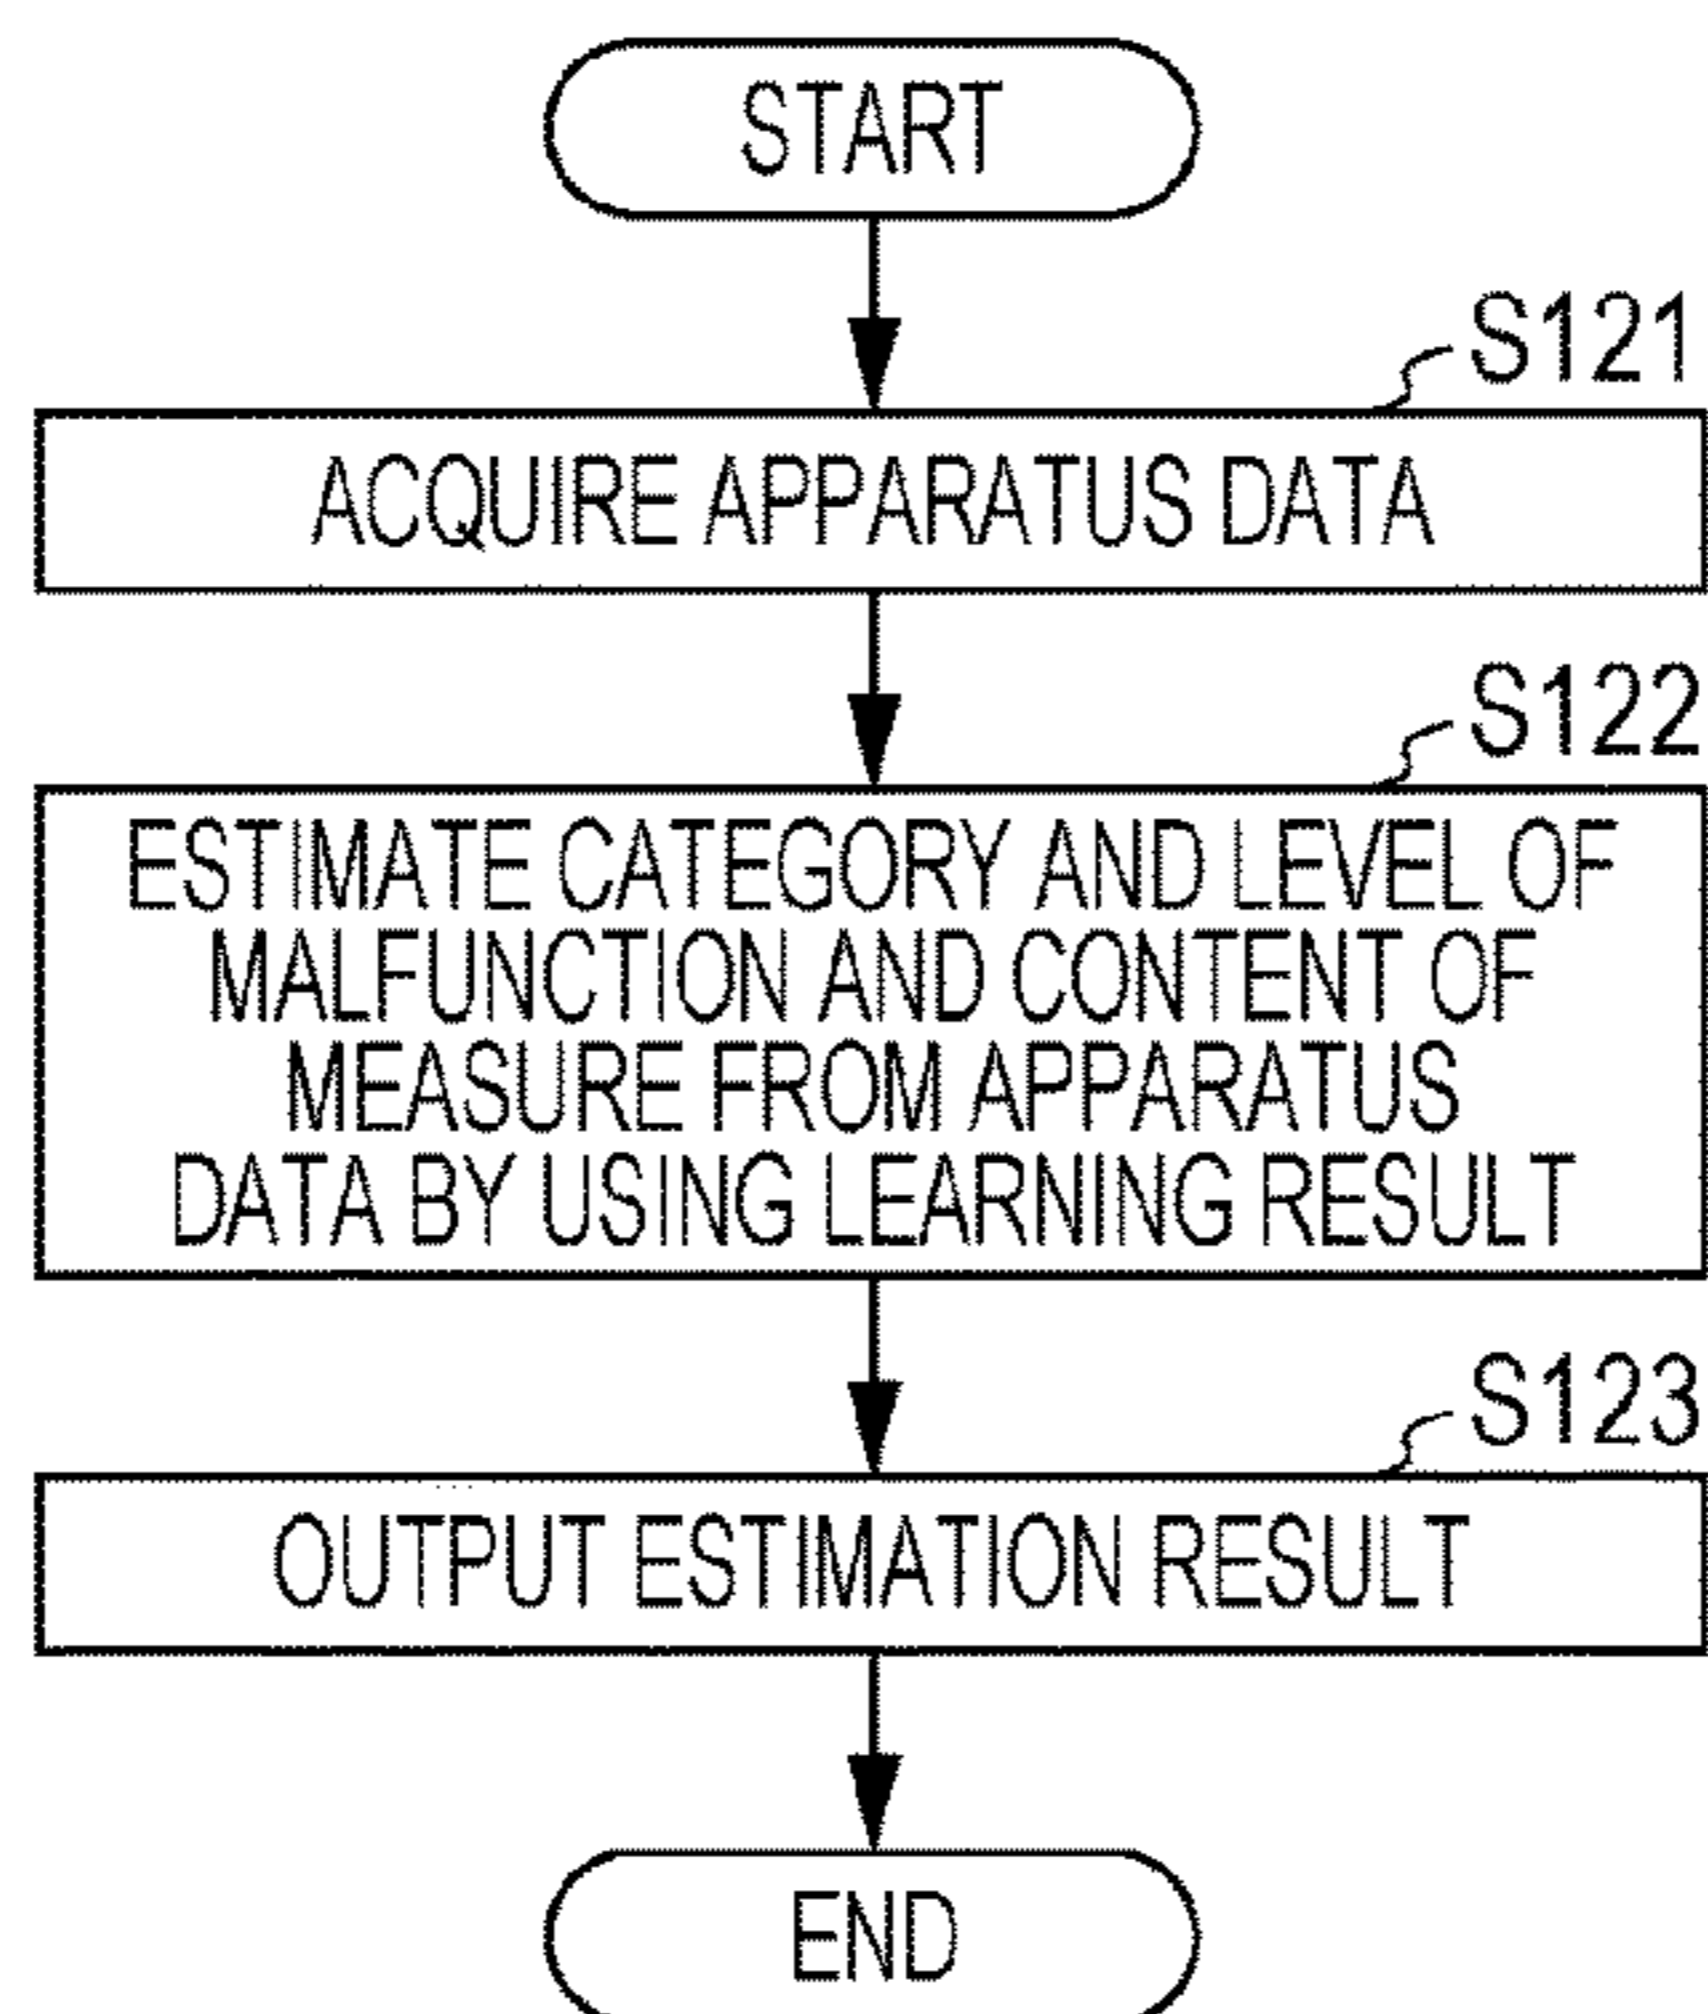 START
S121
ACQUIRE APPARATUS DATA
S122
ESTIMATE CATEGORY AND LEVEL OF
MALFUNCTION AND CONTENT OF
MEASURE FROM APPARATUS
DATA BY USING LEARNING RESULT
S123
OUTPUT ESTIMATION RESULT
END